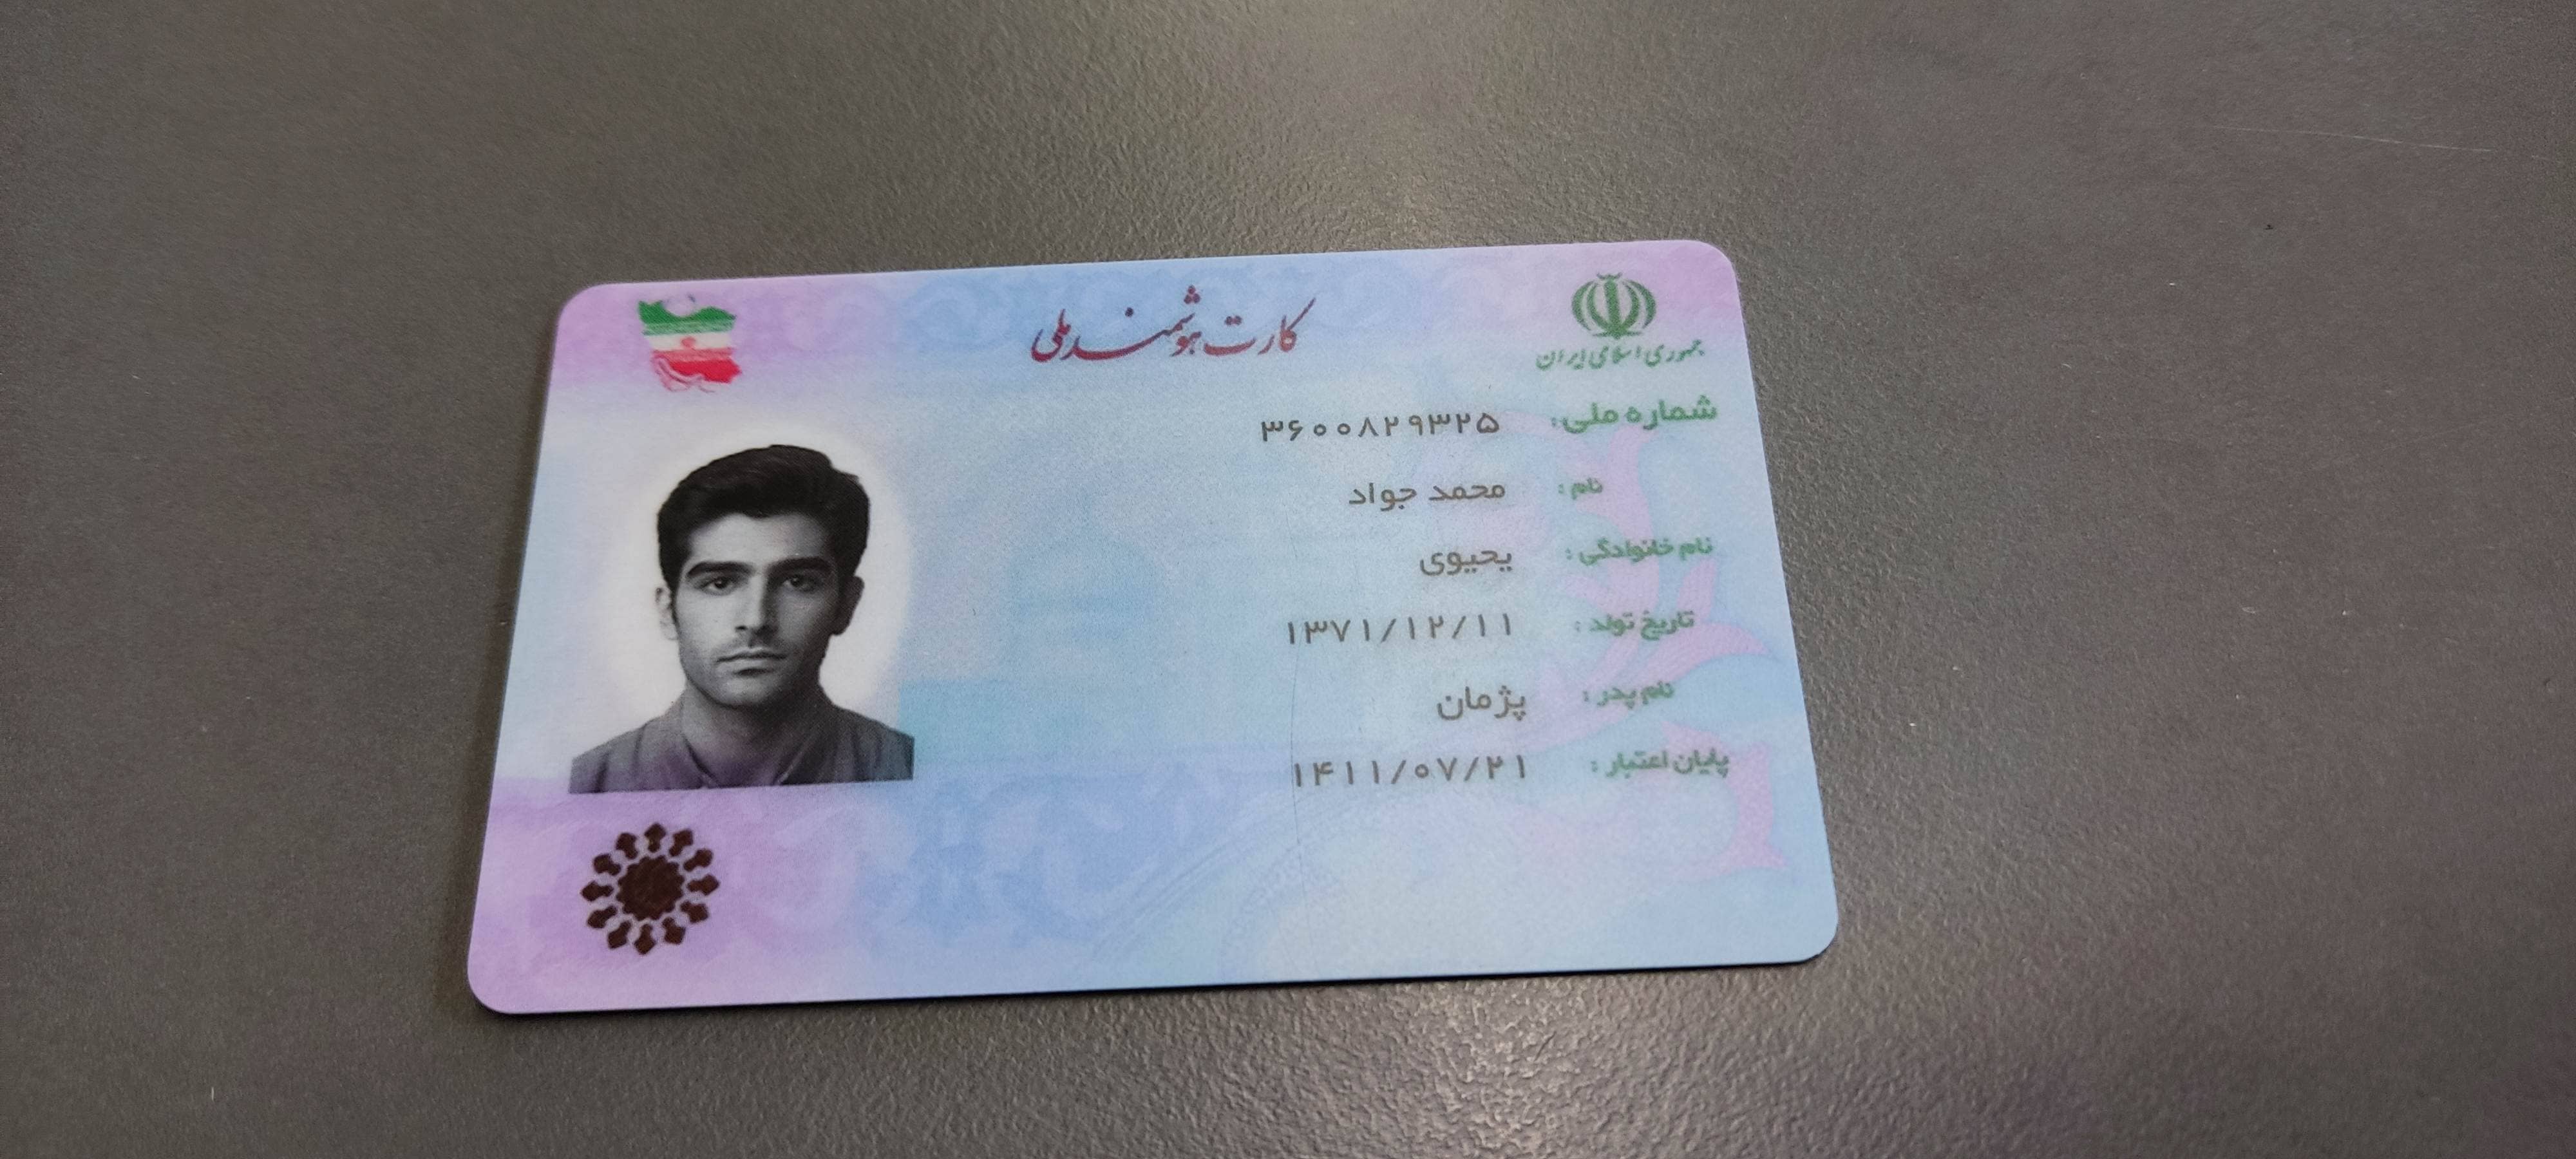 کارت هوشمند ملی
جمهوری اسلامی ایران
شماره ملی: ۳۶۰۰۸۲۹۳۲۵
نام : محمد جواد
نام خانوادگی : یحیوی
تاریخ تولد : ۱۳۷۱/۱۲/۱۱
نام پدر : پژمان
پایان اعتبار : ۱۴۱۱/۰۷/۲۱